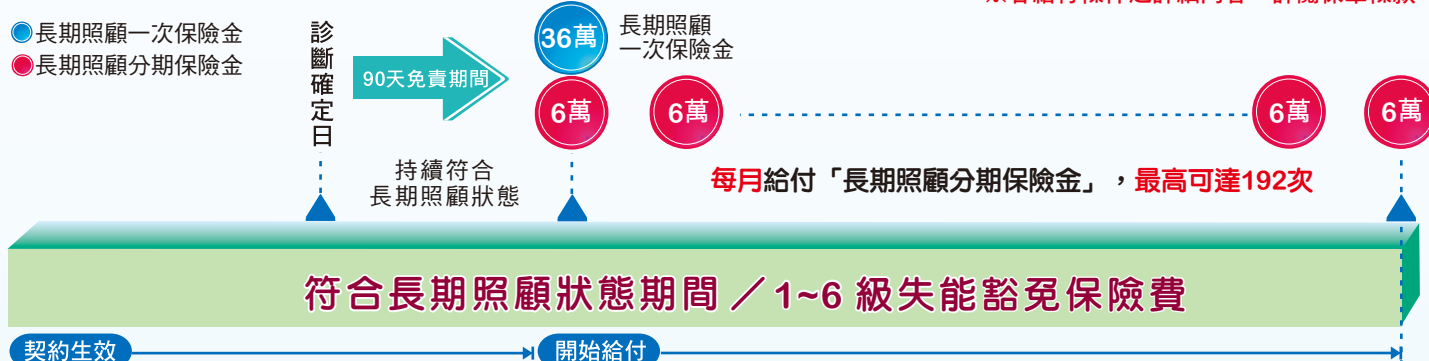 長期照顧一次保險金
長期照顧分期保險金
診斷確定日
90天免責期間
36萬
長期照顧
一次保險金
6萬
6萬
6萬
6萬
持續符合
長期照顧狀態
每月給付「長期照顧分期保險金」，最高可達192次
符合長期照顧狀態期間／1~6 級失能豁免保險費
契約生效
開始給付